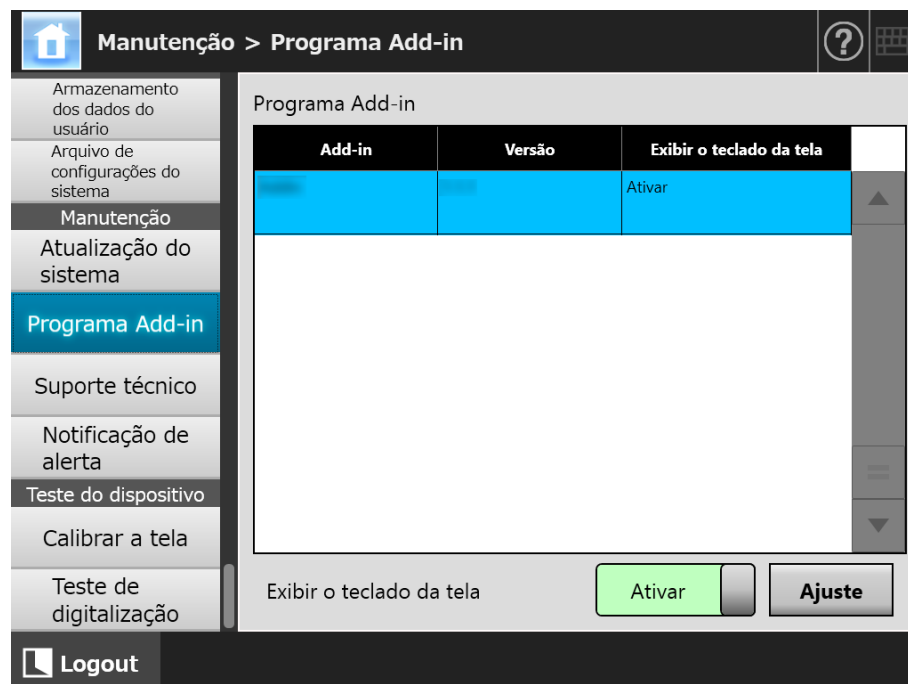 Manutenção > Programa Add-in
?
Armazenamento
dos dados do
usuário
Arquivo de
configurações do
sistema
Manutenção
Atualização do
sistema
Programa Add-in
Suporte técnico
Notificação de
alerta
Teste do dispositivo
Calibrar a tela
Teste de
digitalização
Programa Add-in
Add-in Versão Exibir o teclado da tela
Ativar
Exibir o teclado da tela Ativar Ajuste
Logout